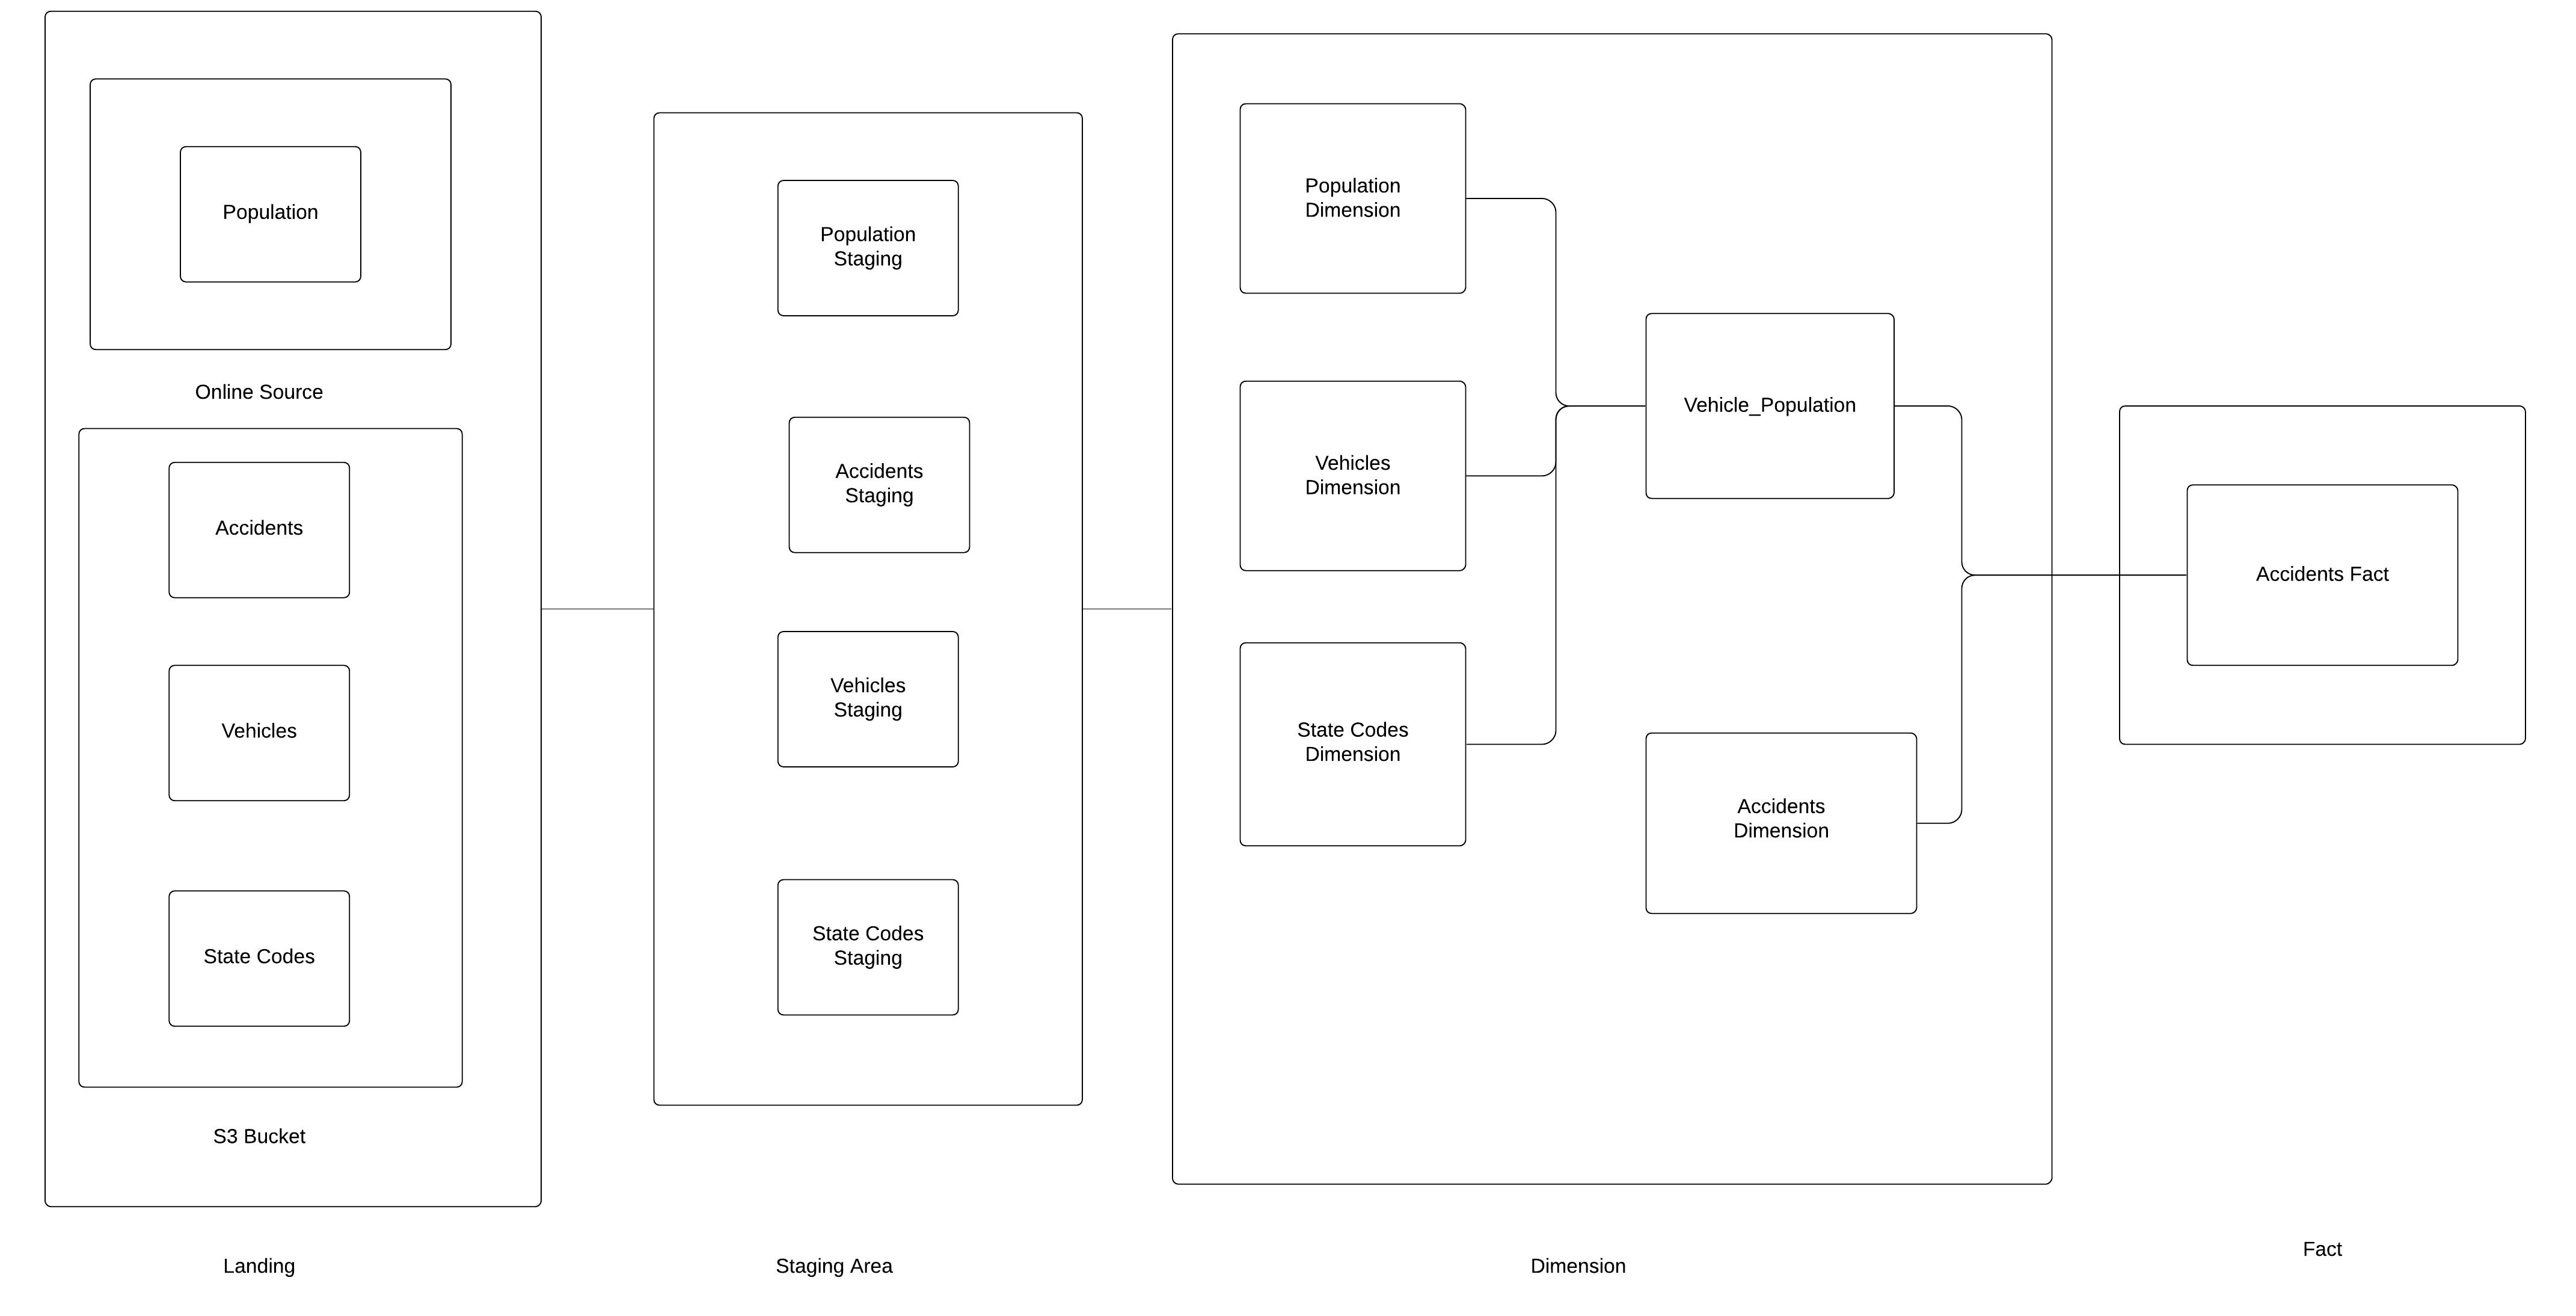 Population
Online Source
Accidents
Vehicles
State Codes
S3 Bucket
Landing
Population
Staging
Accidents
Staging
Vehicles
Staging
State Codes
Staging
Staging Area
Population
Dimension
Vehicles
Dimension
State Codes
Dimension
Vehicle_Population
Accidents
Dimension
Dimension
Accidents Fact
Fact